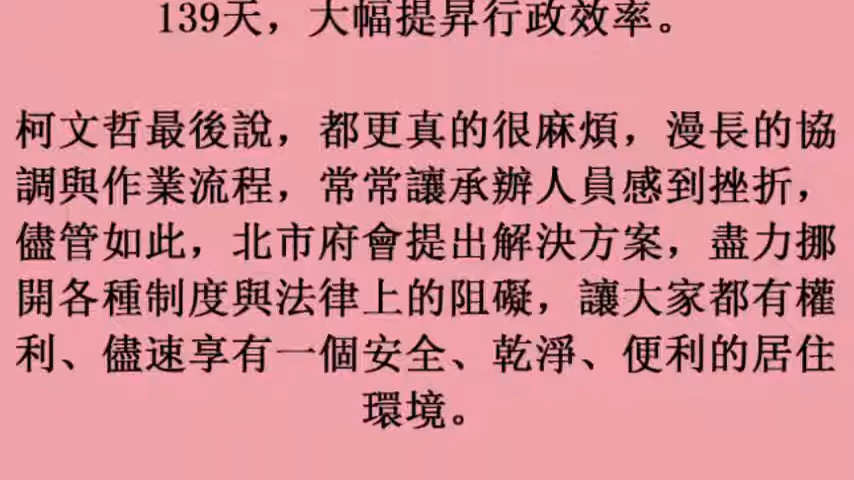 139天，大幅提昇行政效率。
柯文哲最後說，都更真的很麻煩，漫長的協
調與作業流程，常常讓承辦人員感到挫折，
儘管如此，北市府會提出解決方案，盡力挪
開各種制度與法律上的阻礙，讓大家都有權
利、儘速享有一個安全、乾淨、便利的居住
環境。